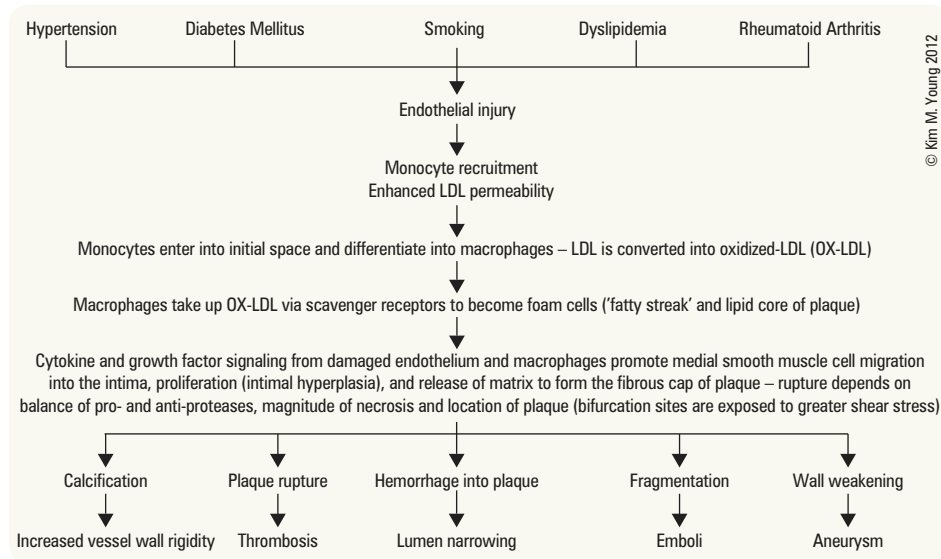 Hypertension
Diabetes Mellitus
Smoking
Dyslipidemia
Rheumatoid Arthritis
© Kim M. Young 2012
Endothelial injury
Monocyte recruitment
Enhanced LDL permeability
Monocytes enter into initial space and differentiate into macrophages – LDL is converted into oxidized-LDL (OX-LDL)
Macrophages take up OX-LDL via scavenger receptors to become foam cells (‘fatty streak’ and lipid core of plaque)
Cytokine and growth factor signaling from damaged endothelium and macrophages promote medial smooth muscle cell migration
into the intima, proliferation (intimal hyperplasia), and release of matrix to form the fibrous cap of plaque – rupture depends on
balance of pro- and anti-proteases, magnitude of necrosis and location of plaque (bifurcation sites are exposed to greater shear stress)
Calcification
Plaque rupture
Hemorrhage into plaque
Fragmentation
Wall weakening
Increased vessel wall rigidity
Thrombosis
Lumen narrowing
Emboli
Aneurysm